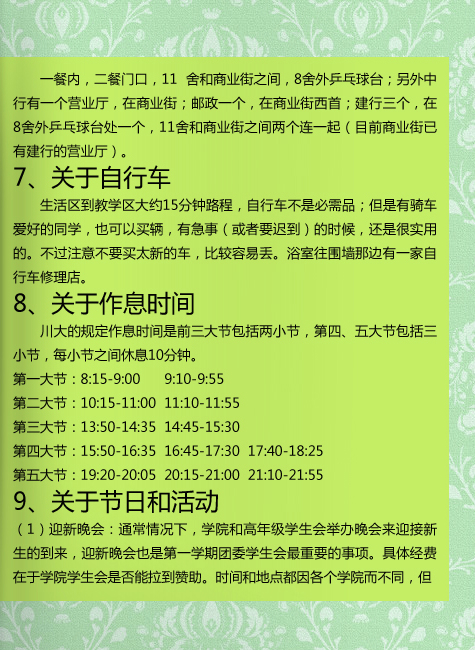 一餐内，二餐门口，11 舍和商业街之间，8舍外乒乓球台；另外中
行有一个营业厅，在商业街；邮政一个，在商业街西首；建行三个，在
8舍外乒乓球台处一个，11舍和商业街之间两个连一起（目前商业街已
有建行的营业厅）。
7、关于自行车
生活区到教学区大约15分钟路程，自行车不是必需品；但是有骑车
爱好的同学，也可以买辆，有急事（或者要迟到）的时候，还是很实用
的。不过注意不要买太新的车，比较容易丢。浴室往围墙那边有一家自
行车修理店。
8、关于作息时间
川大的规定作息时间是前三大节包括两小节，第四、五大节包括三
小节，每小节之间休息10分钟。
第一大节：8:15-9:00 9:10-9:55
第二大节：10:15-11:00 11:10-11:55
第三大节：13:50-14:35 14:45-15:30
第四大节：15:50-16:35 16:45-17:30 17:40-18:25
第五大节：19:20-20:05 20:15-21:00 21:10-21:55
9、关于节日和活动
（1）迎新晚会：通常情况下，学院和高年级学生会举办晚会来迎接新
生的到来，迎新晚会也是第一学期团委学生会最重要的事项。具体经费
在于学院学生会是否能拉到赞助。时间和地点都因各个学院而不同，但